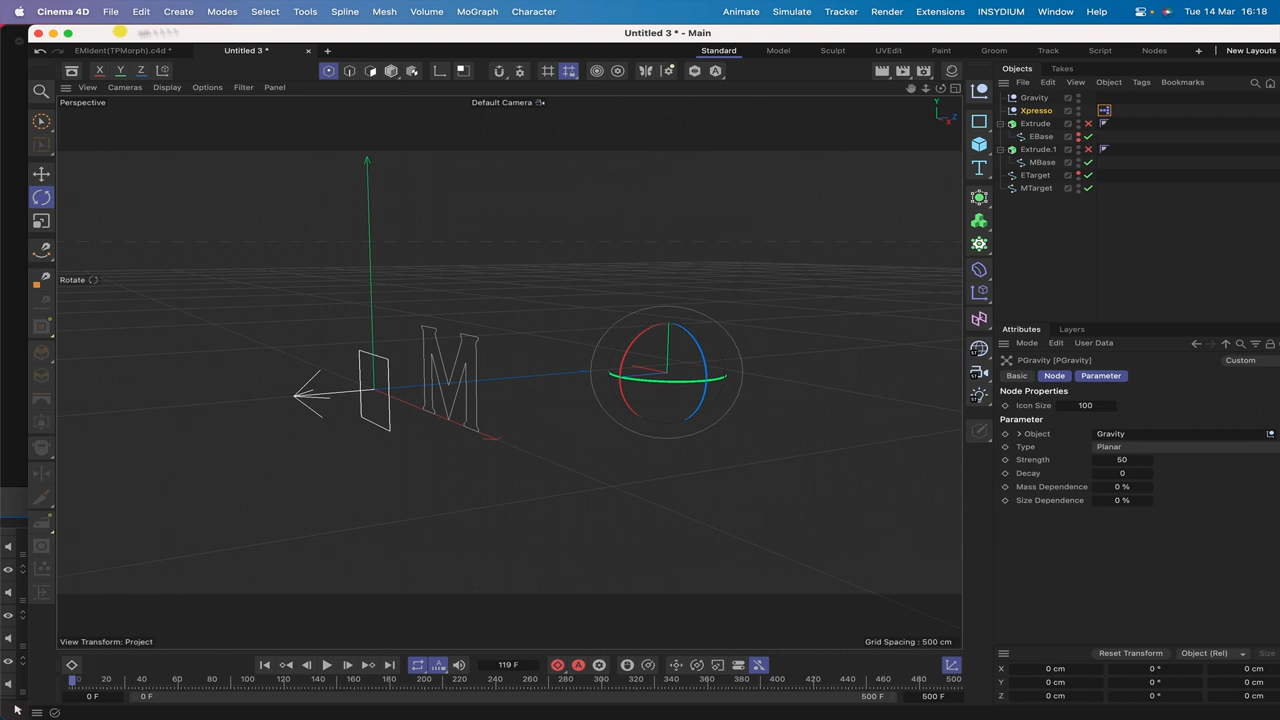 Cinema 4D File Edit Create Modes Select Tools Spline Mesh Volume MoGraph Character Animate Simulate Tracker Render Extensions INSYDIUM Window Help Tue 14 Mar 16:18
Untitled 3 * - Main
EMIdent(TPMorph).c4d * Untitled 3 * Standard Model Sculpt UVEdit Paint Groom Track Script Nodes New Layouts
Objects Takes
View Cameras Display Options Filter Panel
File Edit View Object Tags Bookmarks
Perspective Default Camera
Y
Z
X
Gravity
Xpresso
Extrude
EBase
Extrude.1
MBase
ETarget
MTarget
Rotate
Attributes Layers
Mode Edit User Data
PGravity [PGravity] Custom
Basic Node Parameter
Node Properties
Icon Size 100
Parameter
> Object Gravity
Type Planar
Strength 50
Decay 0
Mass Dependence 0 %
Size Dependence 0 %
M
View Transform: Project Grid Spacing : 500 cm
Reset Transform Object (Rel) Size
119 F
X 0 cm 0 ° 0 cm
0 20 40 60 80 100 120 140 160 180 200 220 240 260 280 300 320 340 360 380 400 420 440 460 480 500
Y 0 cm 0 ° 0 cm
0 F 0 F 500 F 500 F
Z 0 cm 0 ° 0 cm